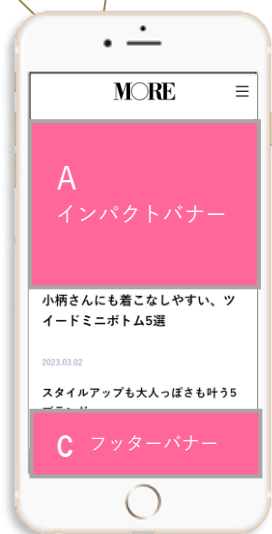 MORE
A
インパクトバナー
小柄さんにも着こなしやすい、ツ
イードミニボトム5選
2023.03.02
スタイルアップも大人っぽさも叶う5
C フッターバナー